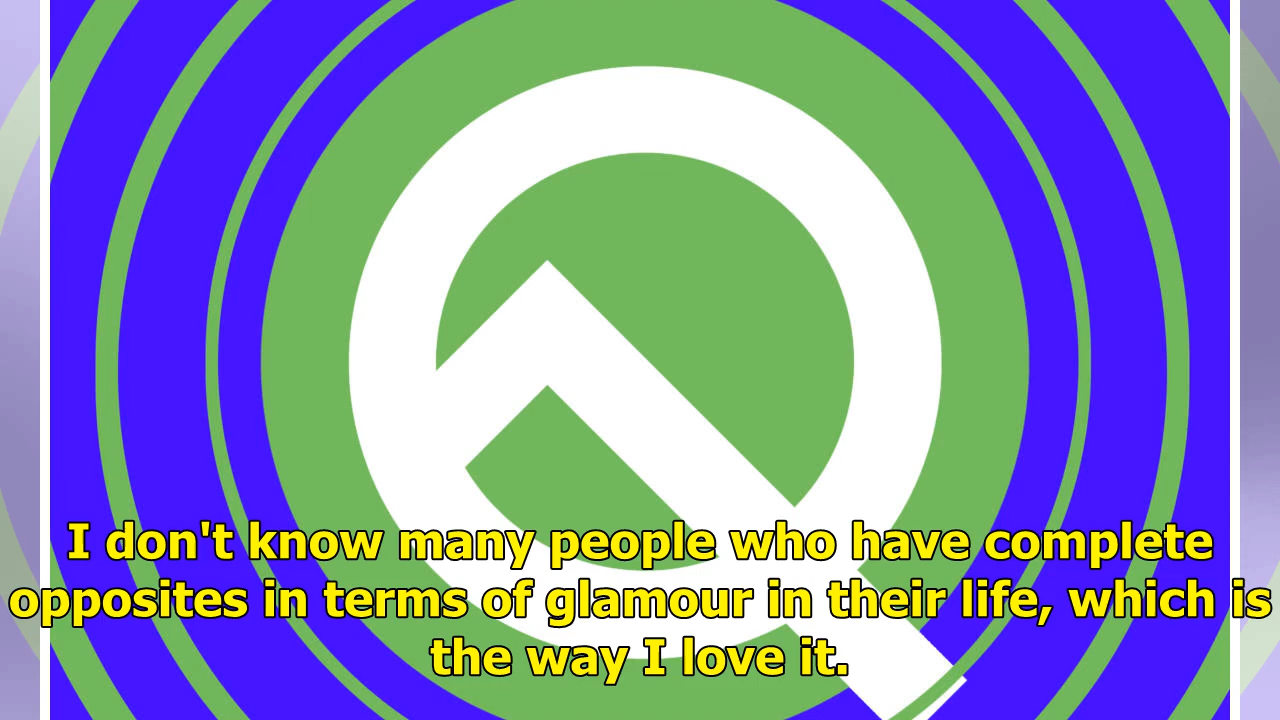 I don't know many people who have complete
opposites in terms of glamour in their life, which is
the way I love it.